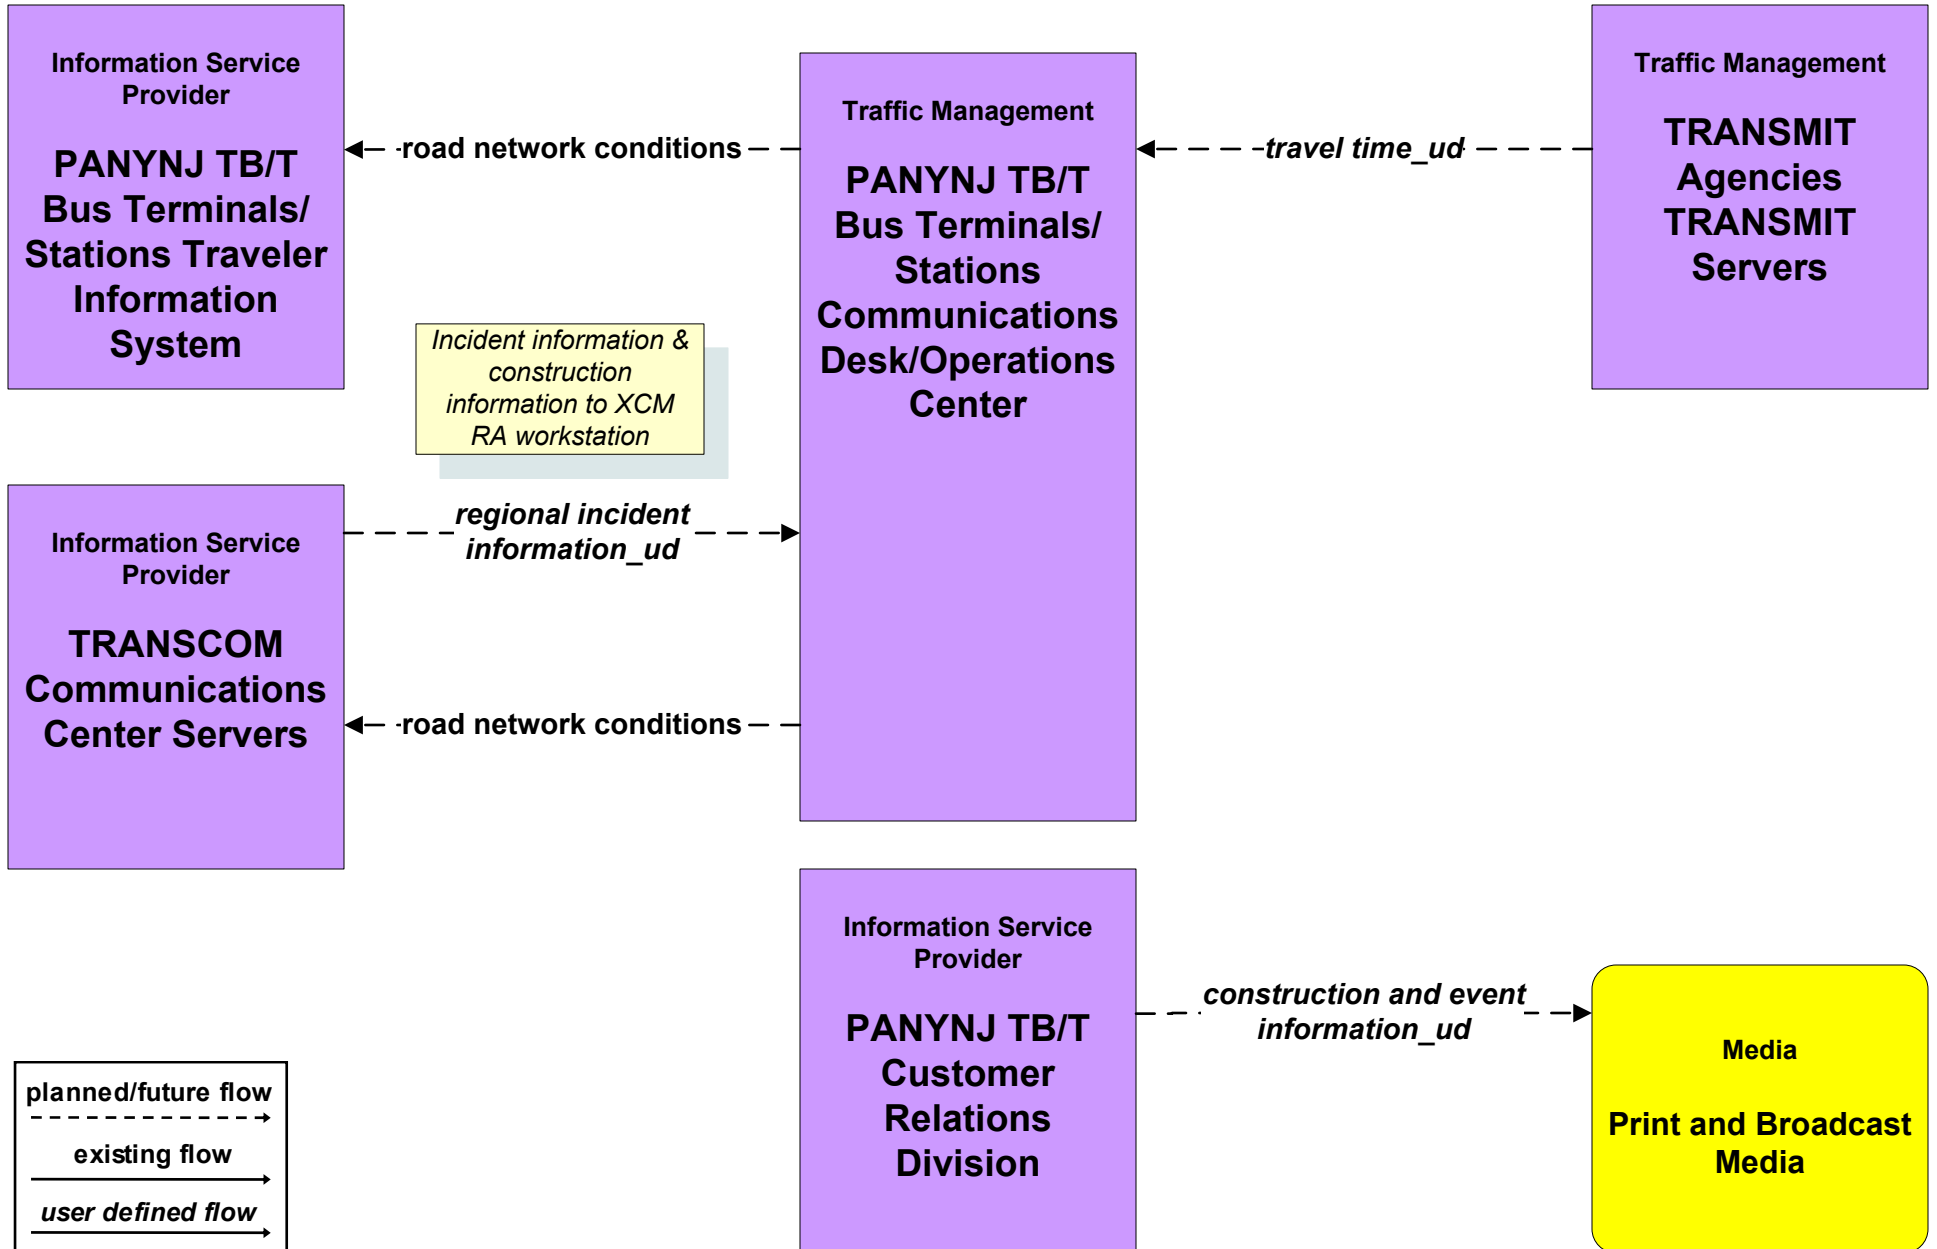 Information Service
Provider
PANYNJ TB/T
Bus Terminals/
Stations Traveler
Information
System
road network conditions
Traffic Management
PANYNJ TB/T
Bus Terminals/
Stations
Communications
Desk/Operations
Center
travel time_ud
Traffic Management
TRANSMIT
Agencies
TRANSMIT
Servers
Incident information &
construction
information to XCM
RA workstation
Information Service
Provider
TRANSCOM
Communications
Center Servers
regional incident
information_ud
road network conditions
Information Service
Provider
PANYNJ TB/T
Customer
Relations
Division
construction and event
information_ud
Media
Print and Broadcast
Media
planned/future flow
existing flow
user defined flow